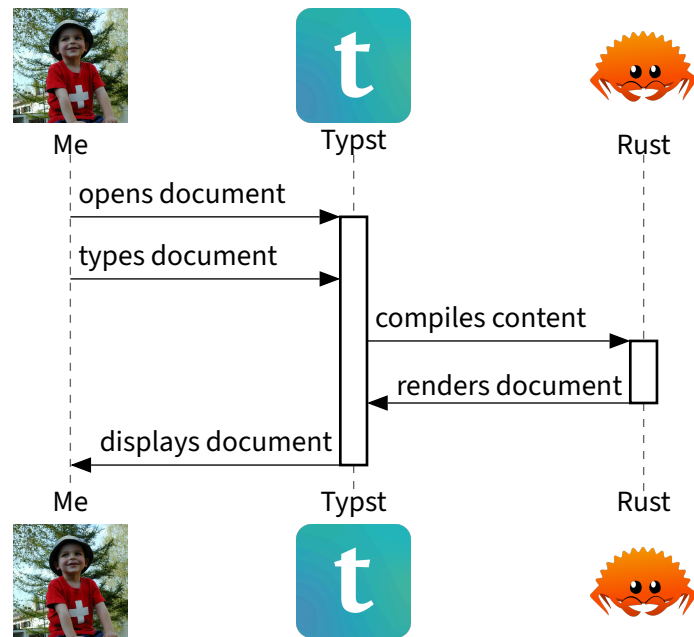 t
Me Typst Rust
opens document
types document
compiles content
renders document
displays document
Me Typst Rust
t